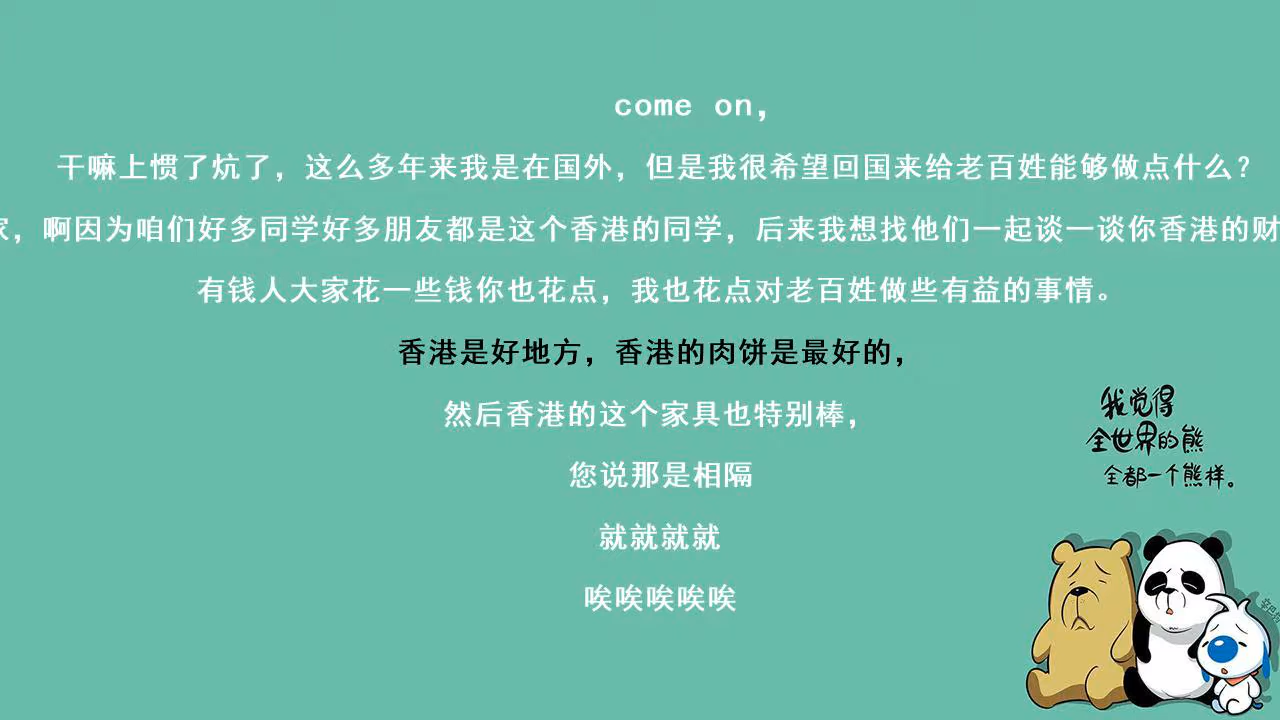 come on,
干嘛上惯了炕了，这么多年来我是在国外，但是我很希望回国来给老百姓能够做点什么？
家，啊因为咱们好多同学好多朋友都是这个香港的同学，后来我想找他们一起谈一谈你香港的财
有钱人大家花一些钱你也花点，我也花点对老百姓做些有益的事情。
香港是好地方，香港的肉饼是最好的，
然后香港的这个家具也特别棒，
您说那是相隔
就就就就
唉唉唉唉唉
我觉得
全世界的熊
全都一个熊样。